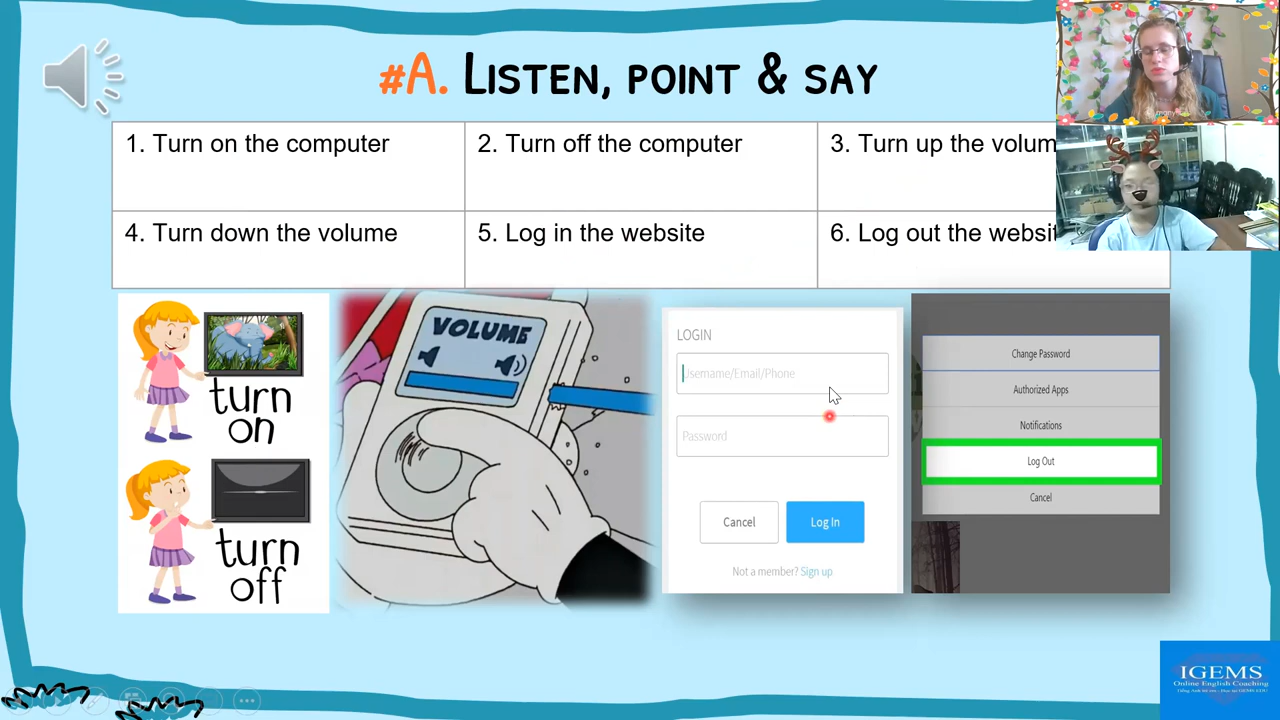 #A. LISTEN, POINT & SAY
1. Turn on the computer
2. Turn off the computer
3. Turn up the volum
4. Turn down the volume
5. Log in the website
6. Log out the websit
turn
on
turn
off
VOLUME
LOGIN
Username/Email/Phone
Password
Cancel
Log In
Not a member? Sign up
Change Password
Authorized Apps
Notifications
Log Out
Cancel
IGEMS
Online English Coaching